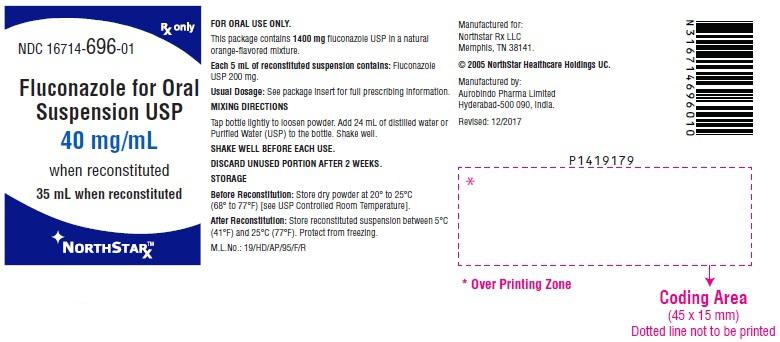 Rx only
NDC 16714-696-01
Fluconazole for Oral
Suspension USP
40 mg/mL
when reconstituted
35 mL when reconstituted
NORTHSTARx™
FOR ORAL USE ONLY.
This package contains 1400 mg fluconazole USP in a natural
orange-flavored mixture.
Each 5 mL of reconstituted suspension contains: Fluconazole
USP 200 mg.
Usual Dosage: See package insert for full prescribing information.
MIXING DIRECTIONS
Tap bottle lightly to loosen powder. Add 24 mL of distilled water or
Purified Water (USP) to the bottle. Shake well.
SHAKE WELL BEFORE EACH USE.
DISCARD UNUSED PORTION AFTER 2 WEEKS.
STORAGE
Before Reconstitution: Store dry powder at 20° to 25°C
(68° to 77°F) [see USP Controlled Room Temperature].
After Reconstitution: Store reconstituted suspension between 5°C
(41°F) and 25°C (77°F). Protect from freezing.
M.L.No.: 19/HD/AP/95/F/R
Manufactured for:
Northstar Rx LLC
Memphis, TN 38141.
© 2005 NorthStar Healthcare Holdings UC.
Manufactured by:
Aurobindo Pharma Limited
Hyderabad-500 090, India.
Revised: 12/2017
N316714696010
P1419179
*
* Over Printing Zone
Coding Area
(45 x 15 mm)
Dotted line not to be printed